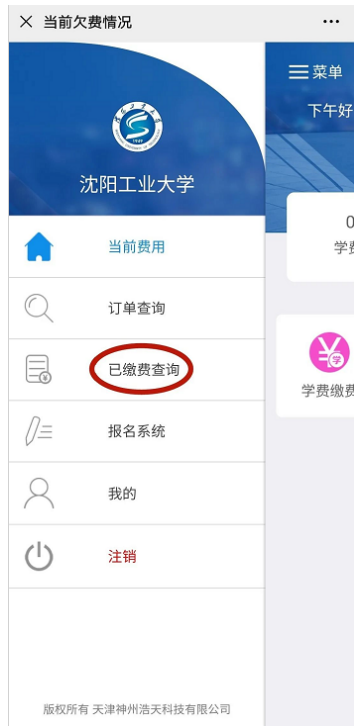 当前欠费情况
菜单
下午好
沈阳工业大学
0
学费
当前费用
订单查询
已缴费查询
学
学费缴费
报名系统
我的
注销
版权所有 天津神州浩天科技有限公司